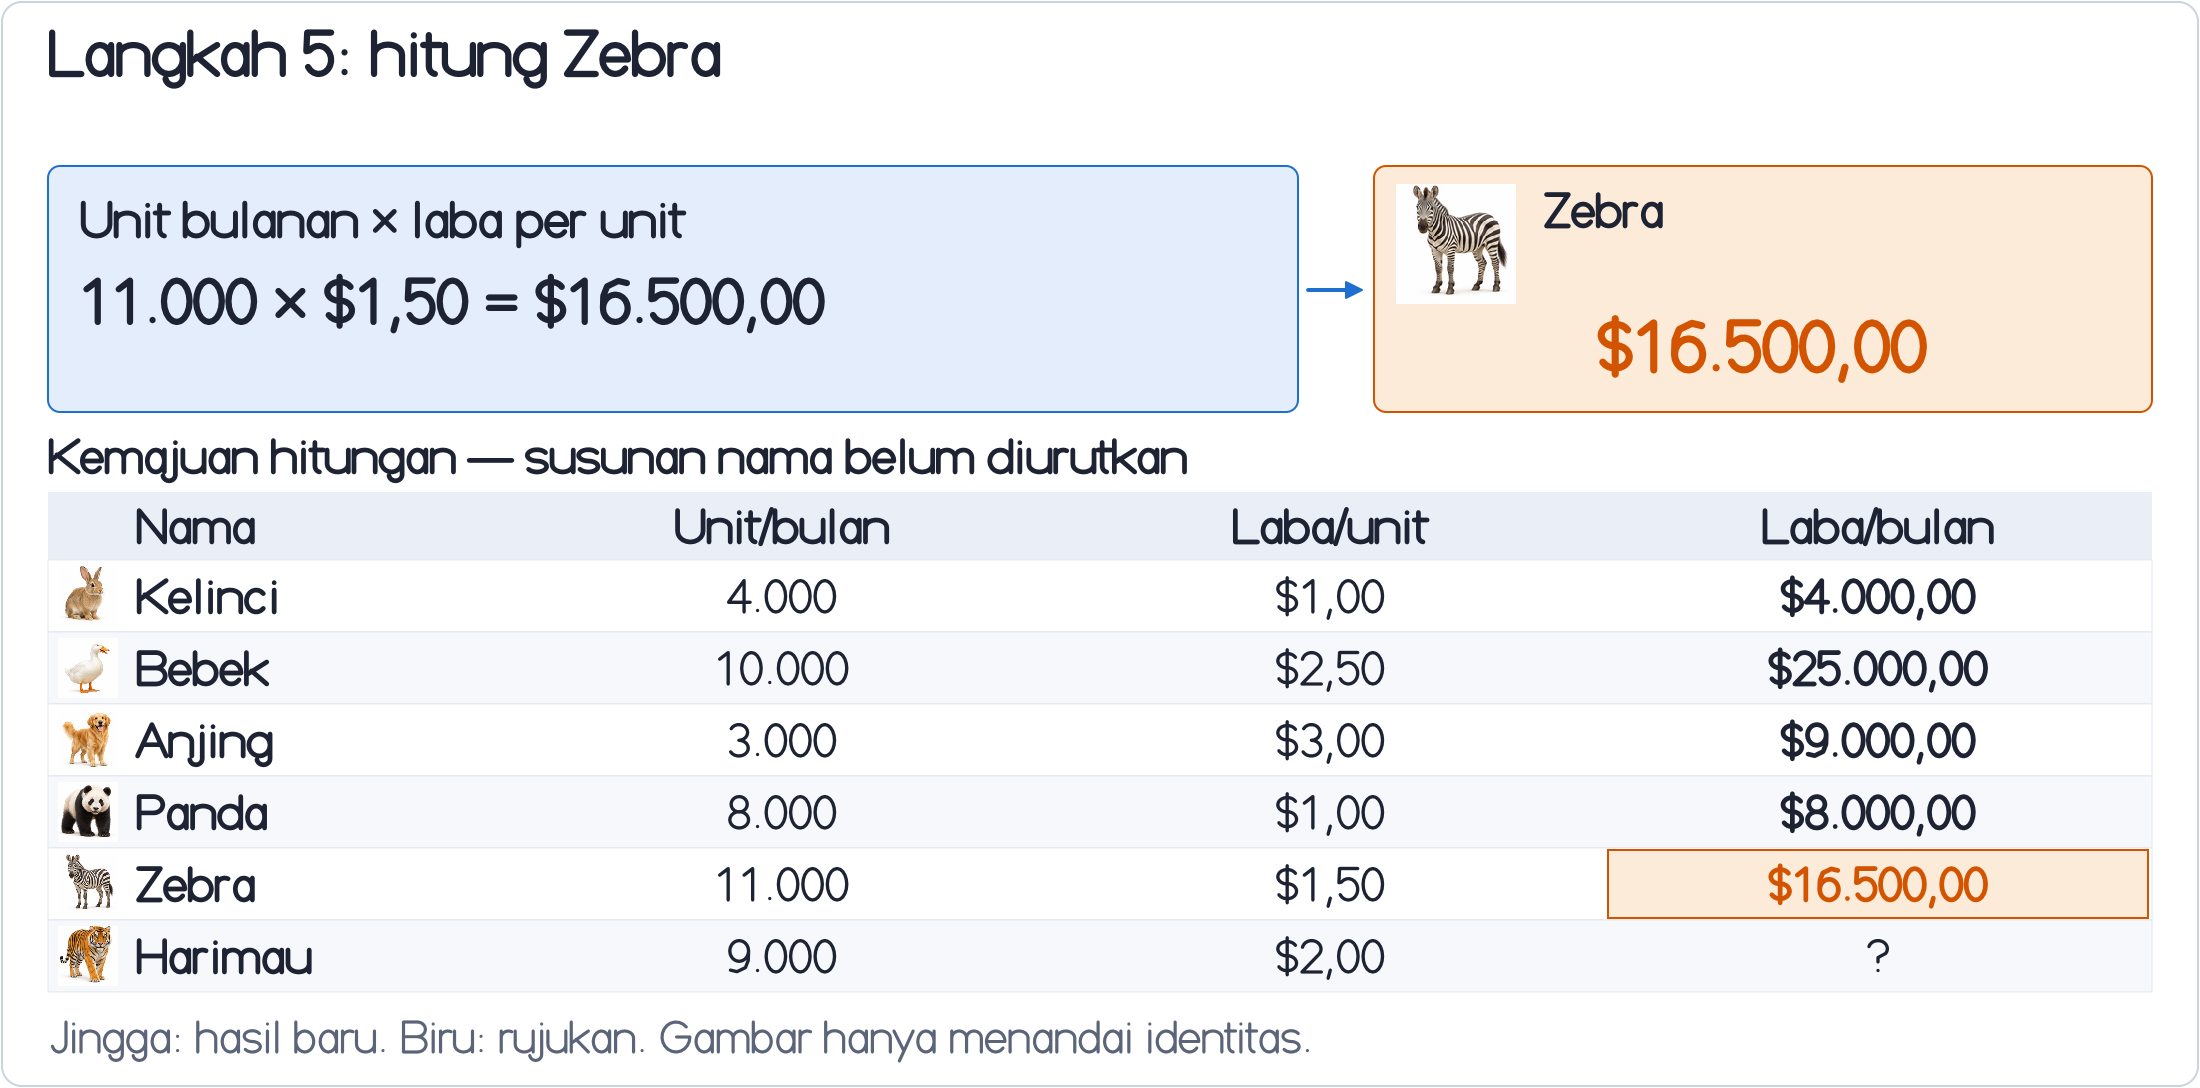 Langkah 5: hitung Zebra
Unit bulanan × laba per unit
11.000 × $1,50 = $16.500,00
Zebra
$16.500,00
Kemajuan hitungan — susunan nama belum diurutkan
Nama Unit/bulan Laba/unit Laba/bulan
Kelinci 4.000 $1,00 $4.000,00
Bebek 10.000 $2,50 $25.000,00
Anjing 3.000 $3,00 $9.000,00
Panda 8.000 $1,00 $8.000,00
Zebra 11.000 $1,50 $16.500,00
Harimau 9.000 $2,00 ?
Jingga: hasil baru. Biru: rujukan. Gambar hanya menandai identitas.